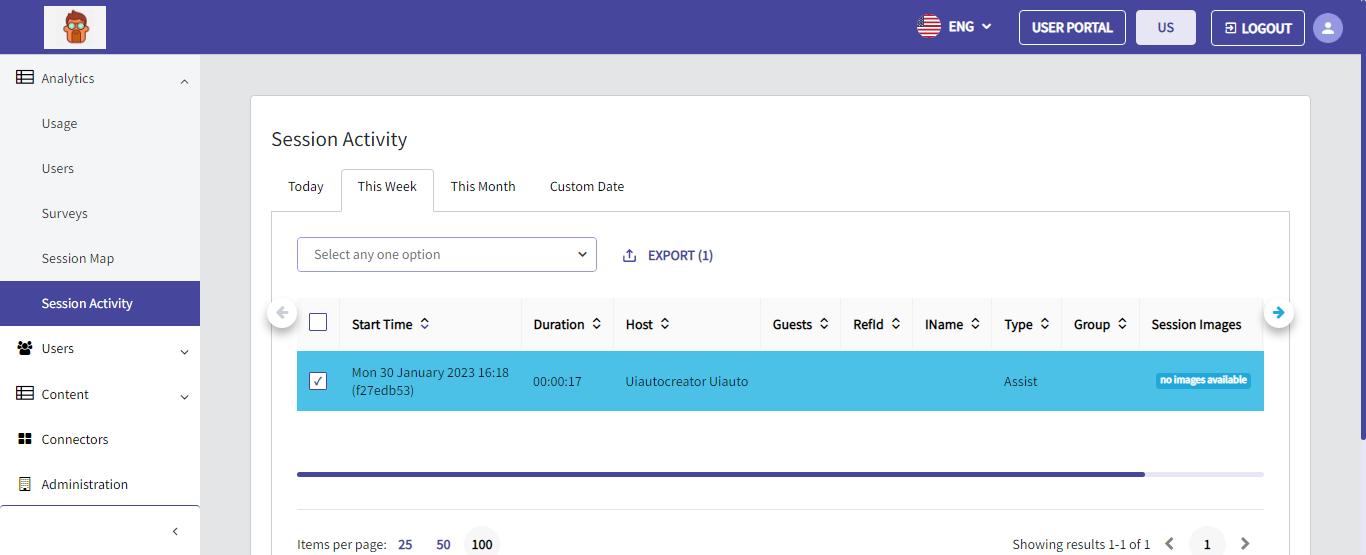 ENG
USER PORTAL
US
LOGOUT
Analytics
Usage
Users
Surveys
Session Map
Session Activity
Users
Content
Connectors
Administration
Session Activity
Today
This Week
This Month
Custom Date
Select any one option
EXPORT (1)
Start Time
Duration
Host
Guests
RefId
IName
Type
Group
Session Images
Mon 30 January 2023 16:18
(f27edb53)
00:00:17
Uiautocreator Uiauto
Assist
no images available
Items per page: 25 50 100
Showing results 1-1 of 1
1